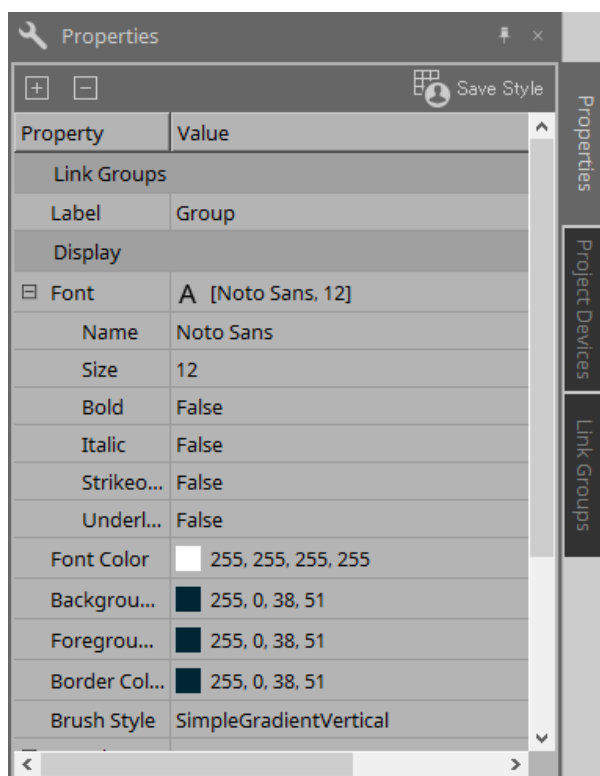 Properties
Save Style
Property Value
Link Groups
Label Group
Display
Font A [Noto Sans, 12]
Name Noto Sans
Size 12
Bold False
Italic False
Strikeo... False
Underl... False
Font Color 255, 255, 255, 255
Backgrou... 255, 0, 38, 51
Foregrou... 255, 0, 38, 51
Border Col... 255, 0, 38, 51
Brush Style SimpleGradientVertical
Properties
Project Devices
Link Groups